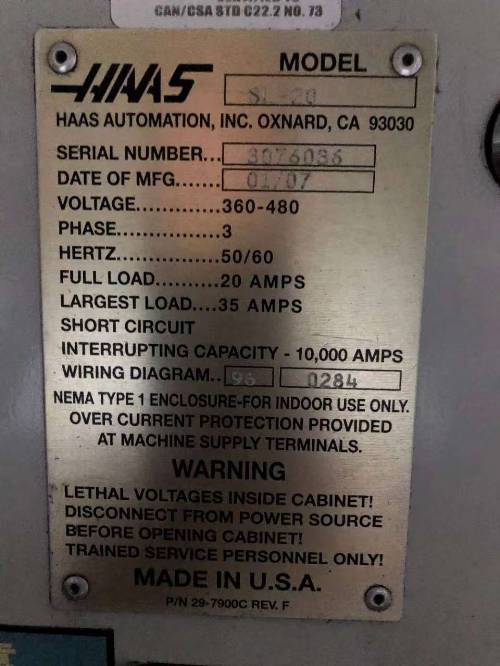 CAN/CSA STD C22.2 NO. 73
HAAS
MODEL
SL-20
HAAS AUTOMATION, INC. OXNARD, CA 93030
SERIAL NUMBER... 3076036
DATE OF MFG....... 01/07
VOLTAGE.............360-480
PHASE................3
HERTZ................50/60
FULL LOAD..........20 AMPS
LARGEST LOAD....35 AMPS
SHORT CIRCUIT
INTERRUPTING CAPACITY - 10,000 AMPS
WIRING DIAGRAM.. 96 0284
NEMA TYPE 1 ENCLOSURE-FOR INDOOR USE ONLY.
OVER CURRENT PROTECTION PROVIDED
AT MACHINE SUPPLY TERMINALS.
WARNING
LETHAL VOLTAGES INSIDE CABINET!
DISCONNECT FROM POWER SOURCE
BEFORE OPENING CABINET!
TRAINED SERVICE PERSONNEL ONLY!
MADE IN U.S.A.
P/N 29-7900C REV. F